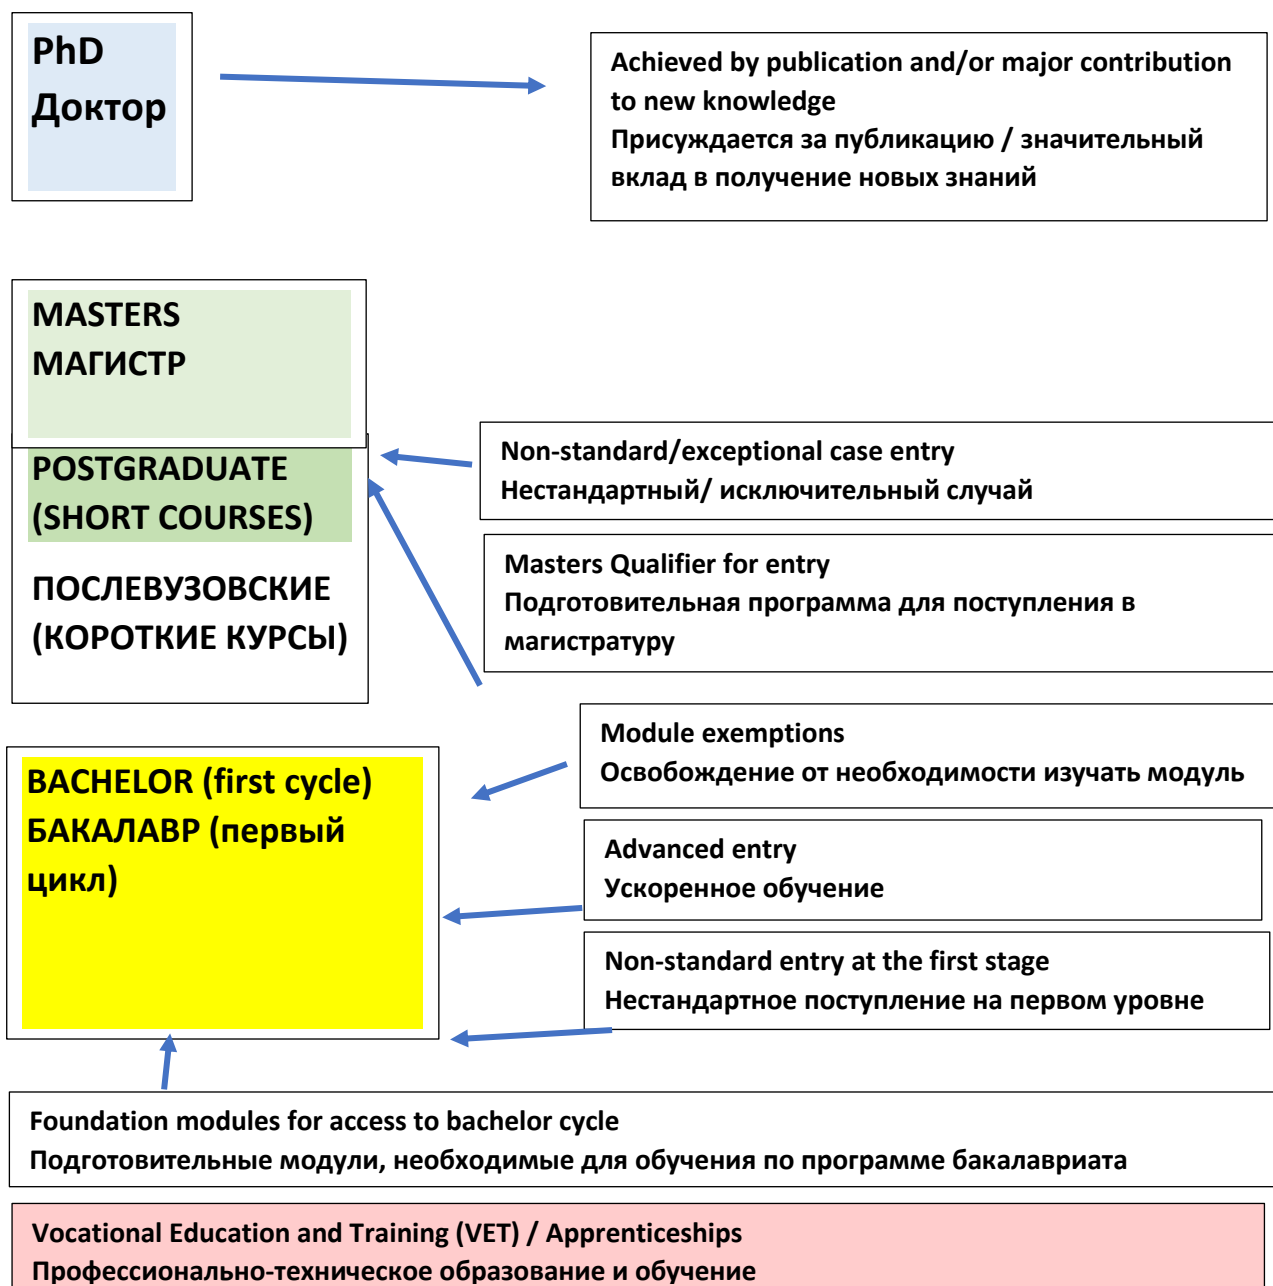 PhD
Доктор
Achieved by publication and/or major contribution
to new knowledge
Присуждается за публикацию / значительный
вклад в получение новых знаний
MASTERS
МАГИСТР
POSTGRADUATE
(SHORT COURSES)
ПОСЛЕВУЗОВСКИЕ
(КОРОТКИЕ КУРСЫ)
Non-standard/exceptional case entry
Нестандартный/ исключительный случай
Masters Qualifier for entry
Подготовительная программа для поступления в
магистратуру
Module exemptions
Освобождение от необходимости изучать модуль
BACHELOR (first cycle)
БАКАЛАВР (первый
цикл)
Advanced entry
Ускоренное обучение
Non-standard entry at the first stage
Нестандартное поступление на первом уровне
Foundation modules for access to bachelor cycle
Подготовительные модули, необходимые для обучения по программе бакалавриата
Vocational Education and Training (VET) / Apprenticeships
Профессионально-техническое образование и обучение